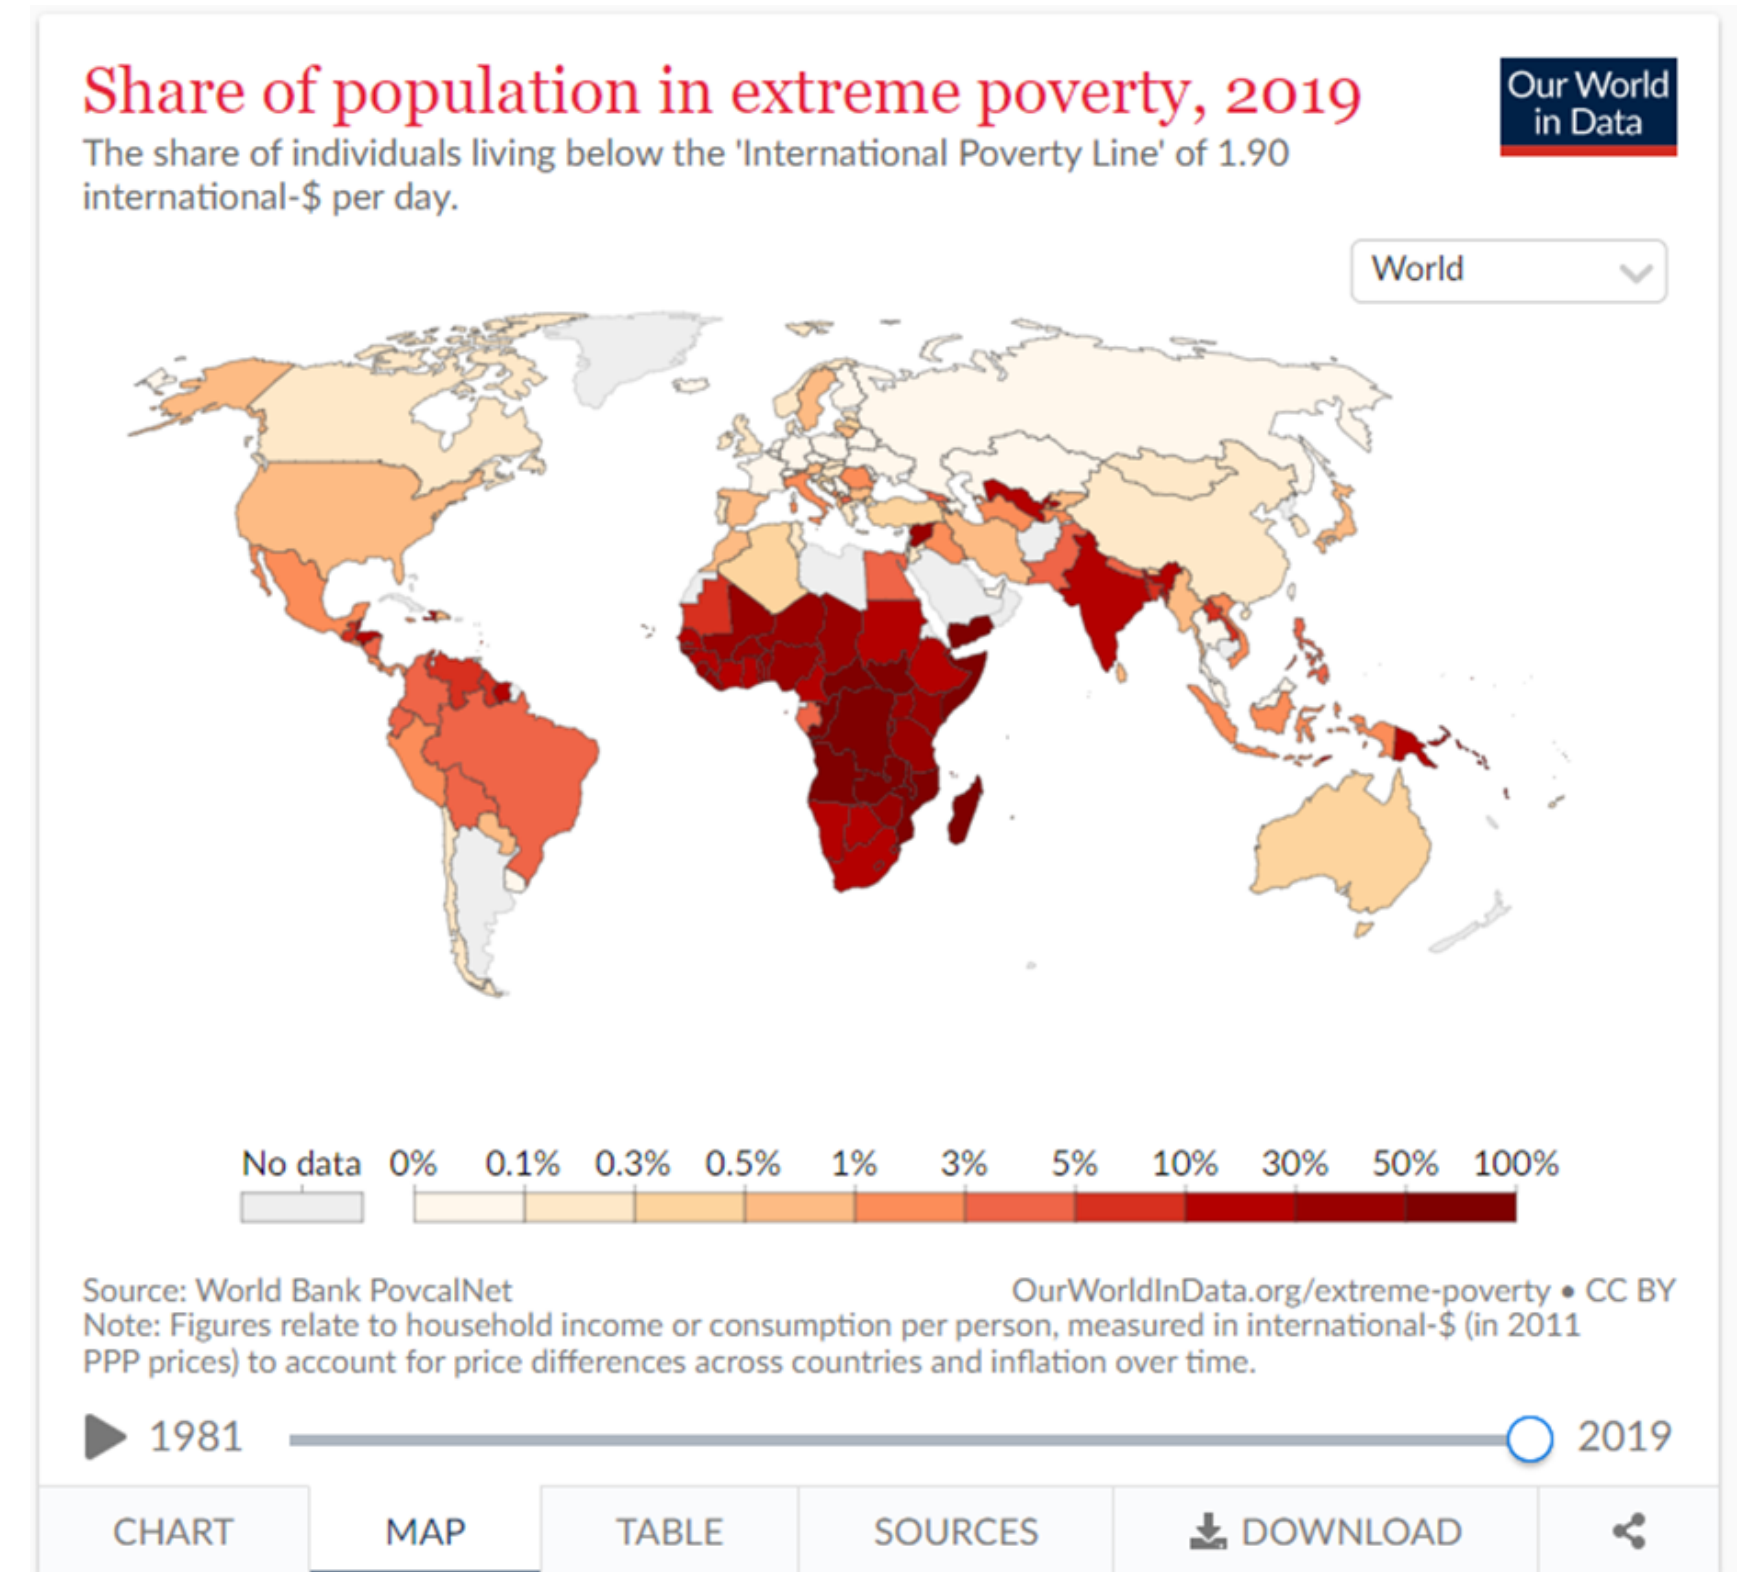 Share of population in extreme poverty, 2019
Our World
in Data
The share of individuals living below the 'International Poverty Line' of 1.90
international-$ per day.
World
No data 0% 0.1% 0.3% 0.5% 1% 3% 5% 10% 30% 50% 100%
Source: World Bank PovcalNet
OurWorldInData.org/extreme-poverty • CC BY
Note: Figures relate to household income or consumption per person, measured in international-$ (in 2011
PPP prices) to account for price differences across countries and inflation over time.
1981 2019
CHART MAP TABLE SOURCES DOWNLOAD